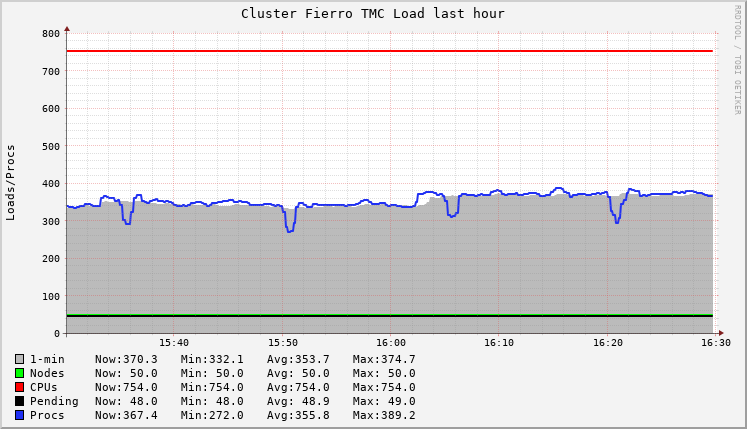 Cluster Fierro TMC Load last hour
RRDTOOL / TOBI OETIKER
Loads/Procs
800
700
600
500
400
300
200
100
0
15:40 15:50 16:00 16:10 16:20 16:30
1-min Now:370.3 Min:332.1 Avg:353.7 Max:374.7
Nodes Now: 50.0 Min: 50.0 Avg: 50.0 Max: 50.0
CPUs Now:754.0 Min:754.0 Avg:754.0 Max:754.0
Pending Now: 48.0 Min: 48.0 Avg: 48.9 Max: 49.0
Procs Now:367.4 Min:272.0 Avg:355.8 Max:389.2